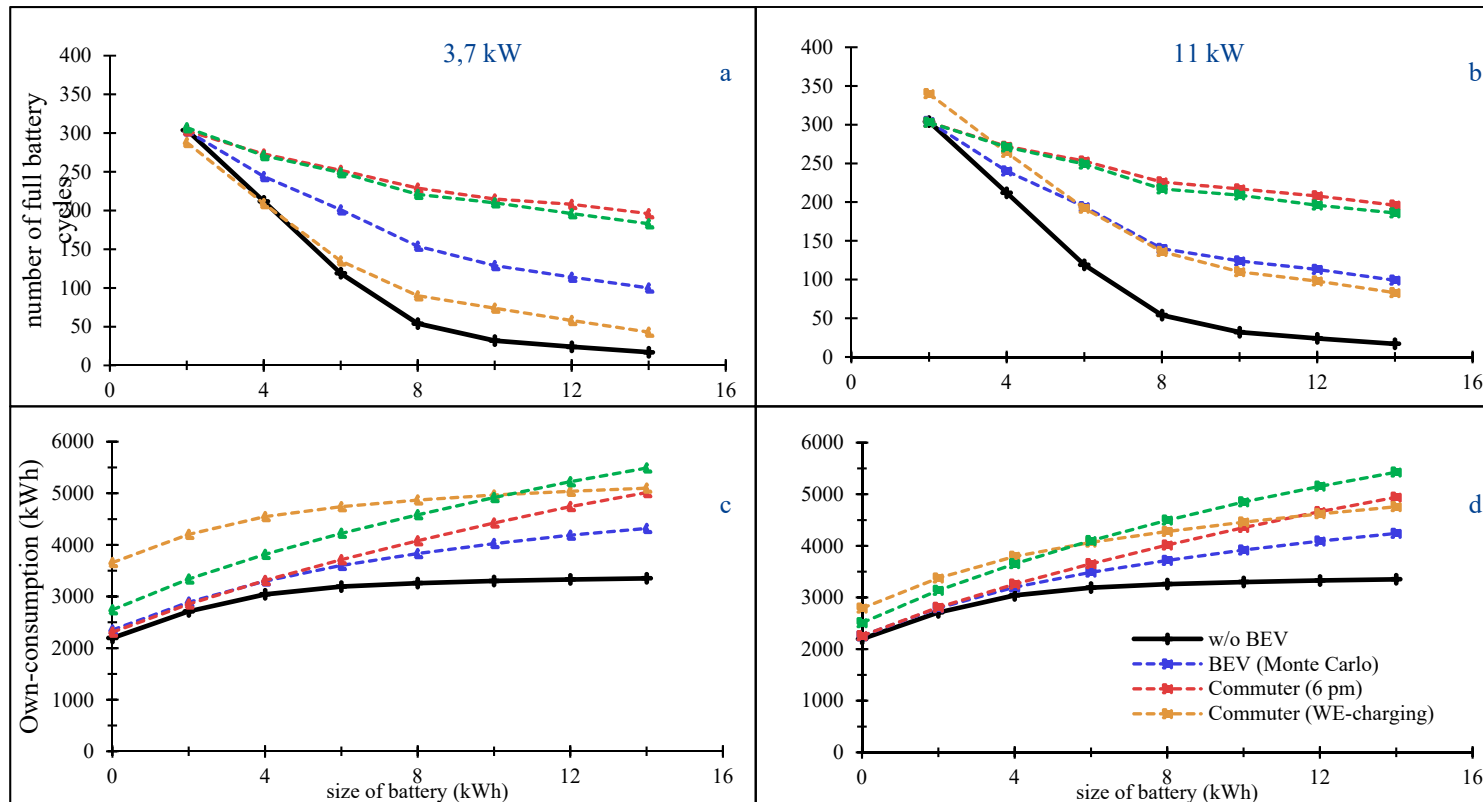 3,7 kW
a
number of full battery
cycles
400
350
300
250
200
150
100
50
0
0 4 8 12 16
11 kW
b
400
350
300
250
200
150
100
50
0
0 4 8 12 16
c
Own-consumption (kWh)
6000
5000
4000
3000
2000
1000
0
0 4 8 12 16
size of battery (kWh)
d
6000
5000
4000
3000
2000
1000
0
w/o BEV
BEV (Monte Carlo)
Commuter (6 pm)
Commuter (WE-charging)
0 4 8 12 16
size of battery (kWh)